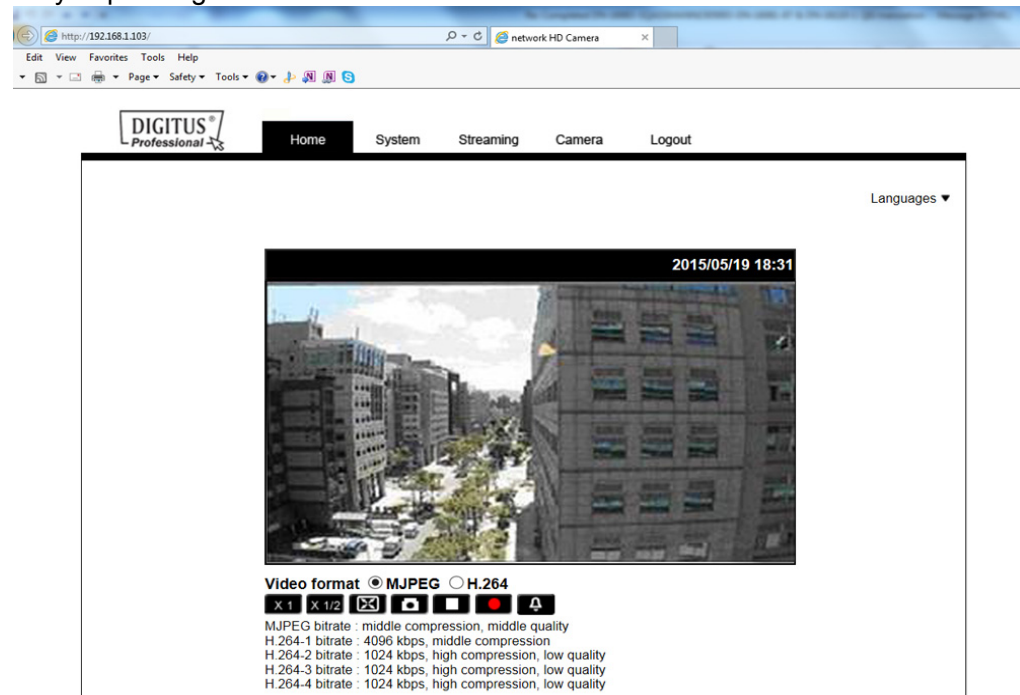 http://192.168.1.103/
network HD Camera
Edit View Favorites Tools Help
Page Safety Tools
DIGITUS®
Professional
Home System Streaming Camera Logout
Languages
2015/05/19 18:31
Video format MJPEG H.264
X 1 X 1/2
MJPEG bitrate : middle compression, middle quality
H.264-1 bitrate : 4096 kbps, middle compression
H.264-2 bitrate : 1024 kbps, high compression, low quality
H.264-3 bitrate : 1024 kbps, high compression, low quality
H.264-4 bitrate : 1024 kbps, high compression, low quality